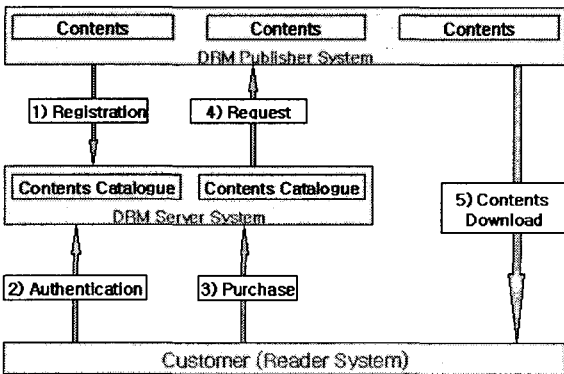 Contents Contents Contents
DRM Publisher System
1) Registration
4) Request
Contents Catalogue Contents Catalogue
DRM Server System
5) Contents
Download
2) Authentication
3) Purchase
Customer (Reader System)